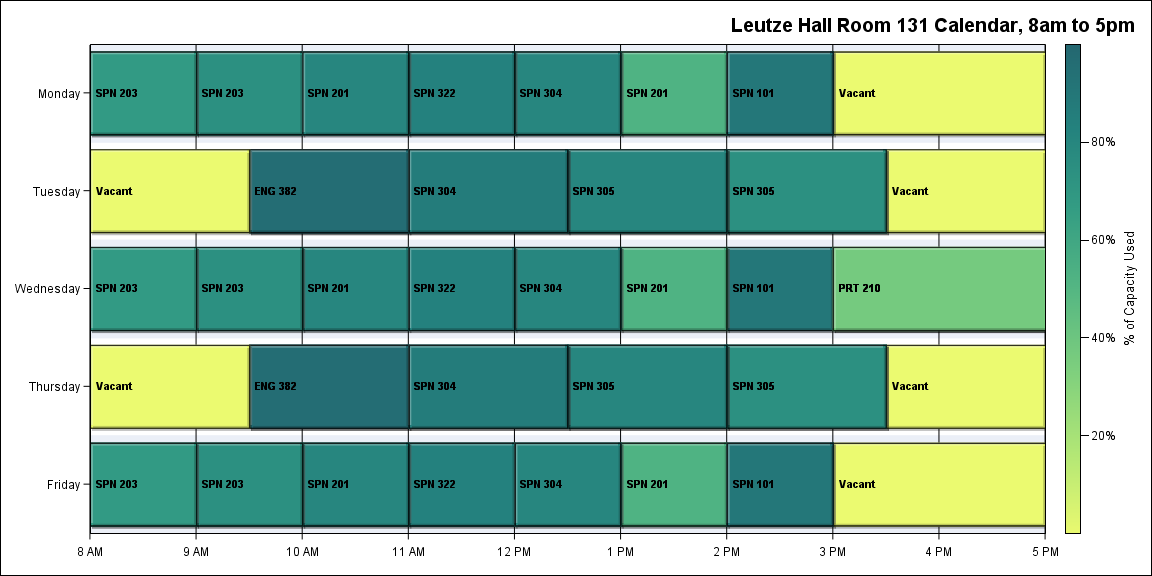 Leutze Hall Room 131 Calendar, 8am to 5pm
Monday
SPN 203
SPN 203
SPN 201
SPN 322
SPN 304
SPN 201
SPN 101
Vacant
Tuesday
Vacant
ENG 382
SPN 304
SPN 305
SPN 305
Vacant
Wednesday
SPN 203
SPN 203
SPN 201
SPN 322
SPN 304
SPN 201
SPN 101
PRT 210
Thursday
Vacant
ENG 382
SPN 304
SPN 305
SPN 305
Vacant
Friday
SPN 203
SPN 203
SPN 201
SPN 322
SPN 304
SPN 201
SPN 101
Vacant
8 AM
9 AM
10 AM
11 AM
12 PM
1 PM
2 PM
3 PM
4 PM
5 PM
80%
60%
40%
20%
% of Capacity Used